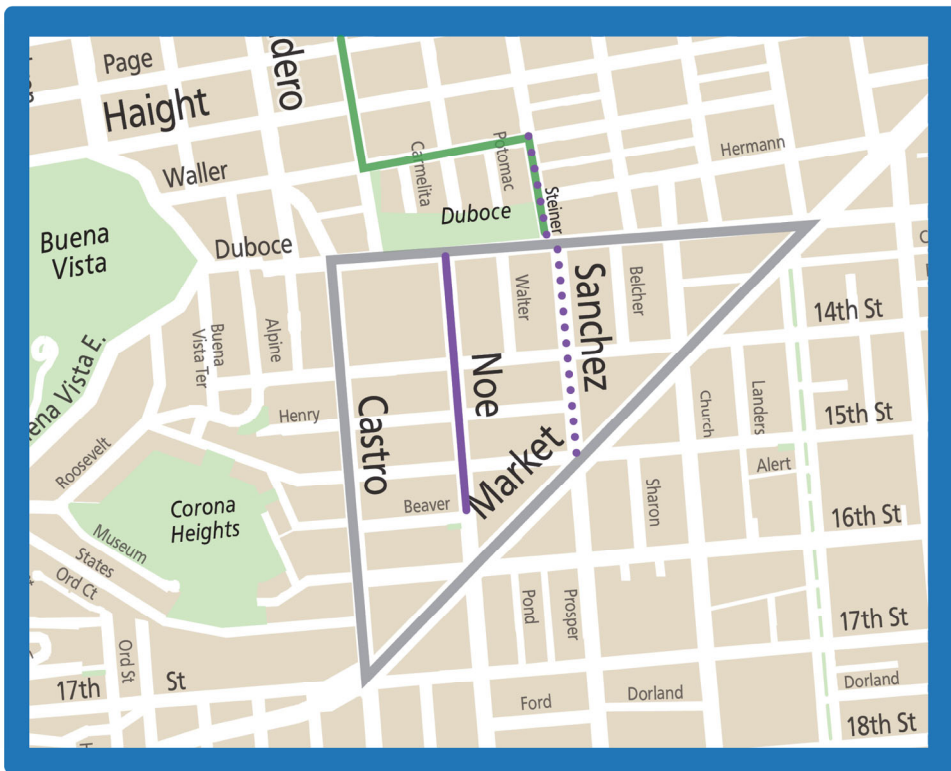 Page
Haight
dero
Waller
Carmelita
Potomac
Hermann
Steiner
Duboce
Buena
Vista
Duboce
Walter
Sanchez
Belcher
14th St
Buena
Vista Ter
Alpine
Noe
ena Vista E.
Henry
Castro
Church
Landers
15th St
Market
Roosevelt
Alert
Corona
Heights
Beaver
Sharon
16th St
Museum
States
Ord Ct
Pond
Prosper
17th St
Ord St
17th
St
Ford
Dorland
Dorland
18th St